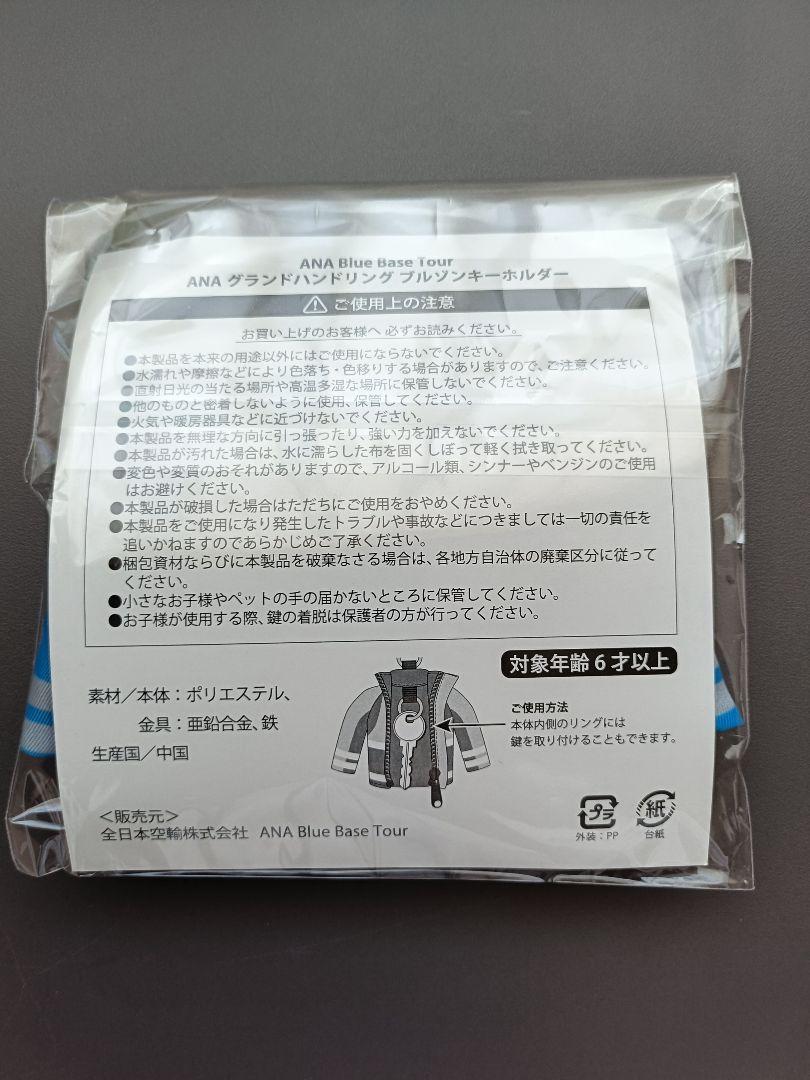 ANA Blue Base Tour
ANA グランドハンドリング ブルゾンキーホルダー
ご使用上の注意
お買い上げのお客様へ 必ずお読みください。
●本製品を本来の用途以外にはご使用にならないでください。
●水濡れや摩擦などにより色落ち・色移りする場合がありますので、ご注意ください。
●直射日光の当たる場所や高温多湿な場所に保管しないでください。
●他のものと密着しないように使用、保管してください。
●火気や暖房器具などに近づけないでください。
●本製品を無理な方向に引っ張ったり、強い力を加えないでください。
●本製品が汚れた場合は、水に濡らした布を固くしぼって軽く拭き取ってください。
●変色や変質のおそれがありますので、アルコール類、シンナーやベンジンのご使用
はお避けください。
●本製品が破損した場合はただちにご使用をおやめください。
●本製品をご使用になり発生したトラブルや事故などにつきましては一切の責任を
追いかねますのであらかじめご了承ください。
●梱包資材ならびに本製品を破棄なさる場合は、各地方自治体の廃棄区分に従って
ください。
●小さなお子様やペットの手の届かないところに保管してください。
●お子様が使用する際、鍵の着脱は保護者の方が行ってください。
対象年齢6才以上
素材/本体:ポリエステル、
金具:亜鉛合金、鉄
生産国/中国
ご使用方法
本体内側のリングには
鍵を取り付けることもできます。
<販売元>
全日本空輸株式会社 ANA Blue Base Tour
プラ
外装:PP
紙
台紙